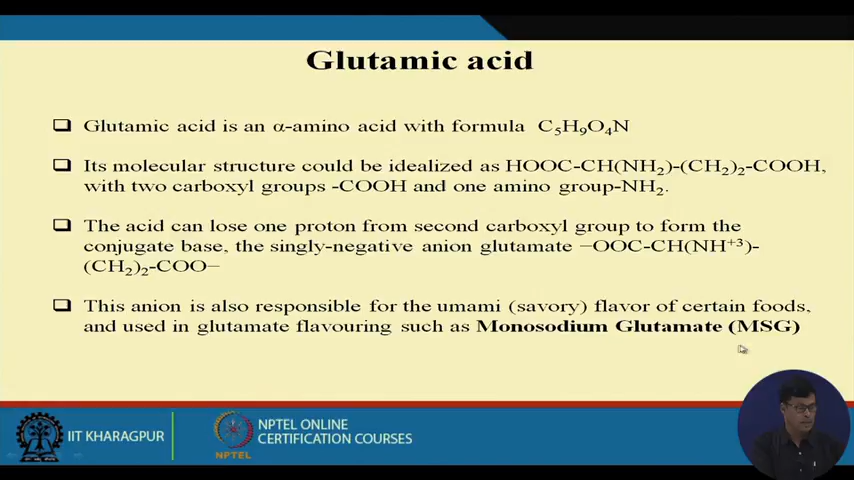 Glutamic acid
❑ Glutamic acid is an α-amino acid with formula C₅H₉O₄N
❑ Its molecular structure could be idealized as HOOC-CH(NH₂)-(CH₂)₂-COOH,
with two carboxyl groups -COOH and one amino group-NH₂.
❑ The acid can lose one proton from second carboxyl group to form the
conjugate base, the singly-negative anion glutamate −OOC-CH(NH⁺³)-
(CH₂)₂-COO−
❑ This anion is also responsible for the umami (savory) flavor of certain foods,
and used in glutamate flavouring such as Monosodium Glutamate (MSG)
IIT KHARAGPUR
NPTEL
NPTEL ONLINE
CERTIFICATION COURSES